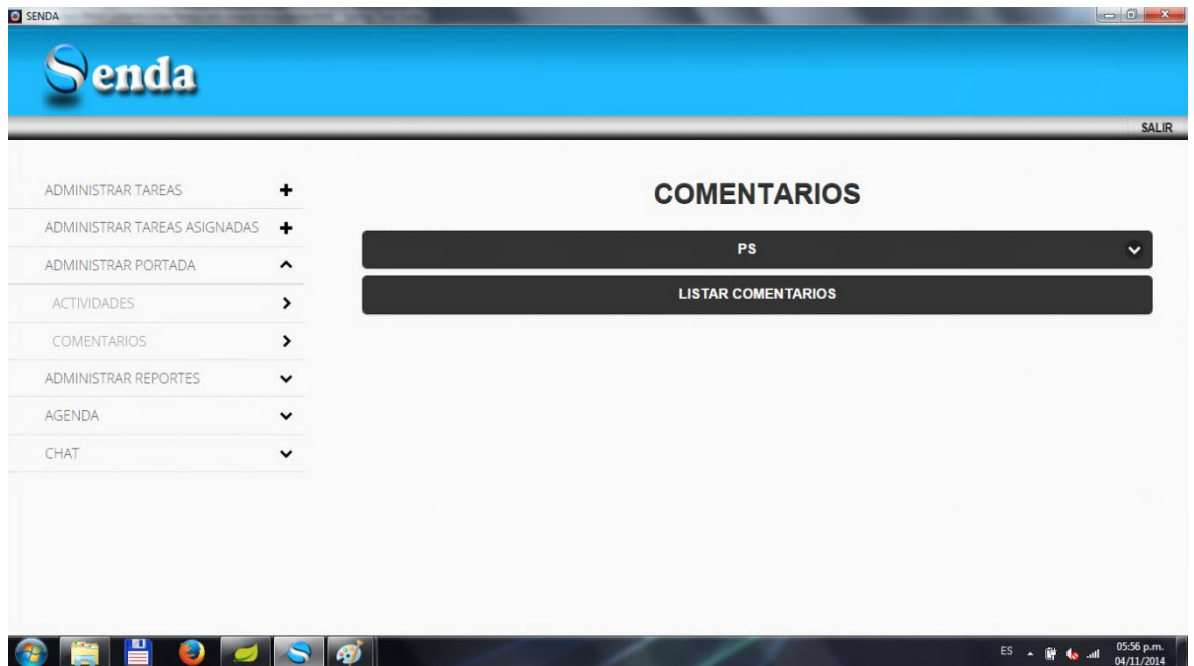 SENDA
Senda
SALIR
ADMINISTRAR TAREAS
ADMINISTRAR TAREAS ASIGNADAS
ADMINISTRAR PORTADA
ACTIVIDADES
COMENTARIOS
ADMINISTRAR REPORTES
AGENDA
CHAT
COMENTARIOS
PS
LISTAR COMENTARIOS
ES
05:56 p.m.
04/11/2014